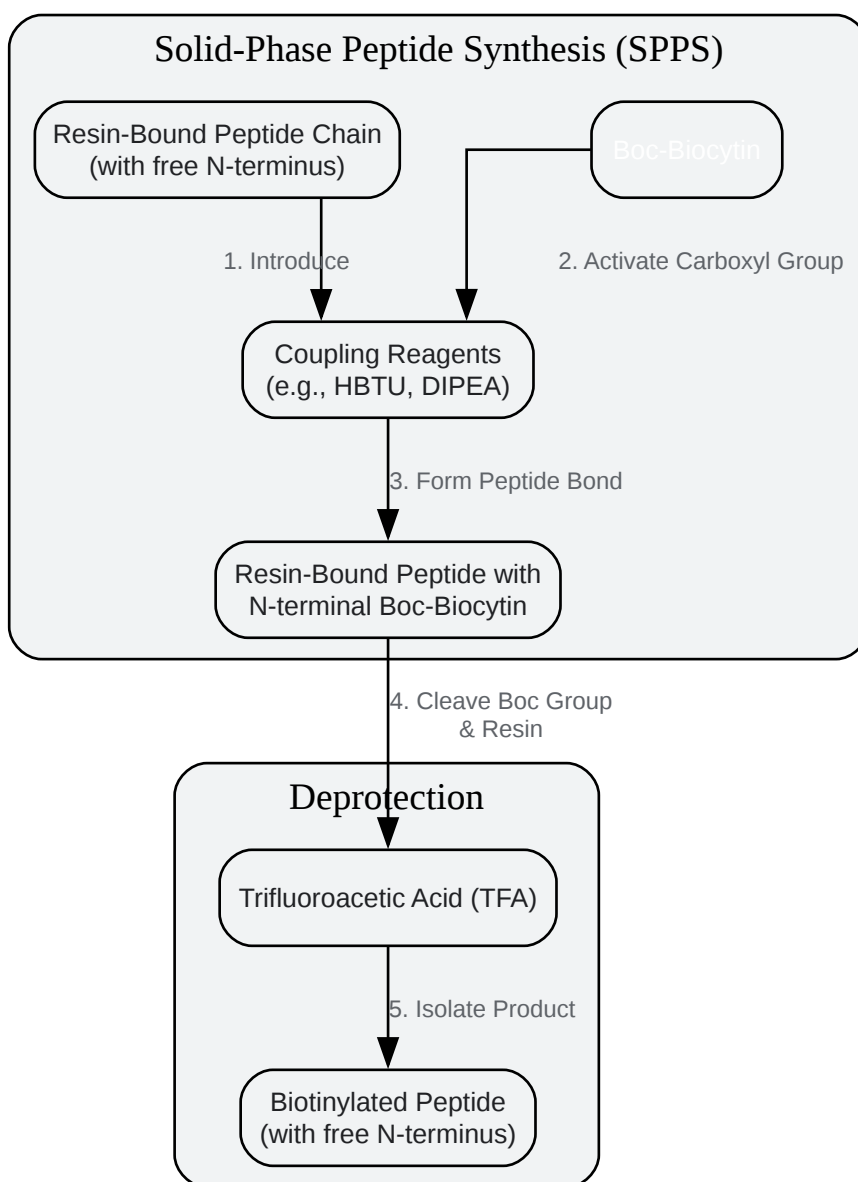 Solid-Phase Peptide Synthesis (SPPS)
Resin-Bound Peptide Chain
(with free N-terminus)
Boc-Biocytin
1. Introduce
2. Activate Carboxyl Group
Coupling Reagents
(e.g., HBTU, DIPEA)
3. Form Peptide Bond
Resin-Bound Peptide with
N-terminal Boc-Biocytin
4. Cleave Boc Group
& Resin
Deprotection
Trifluoroacetic Acid (TFA)
5. Isolate Product
Biotinylated Peptide
(with free N-terminus)